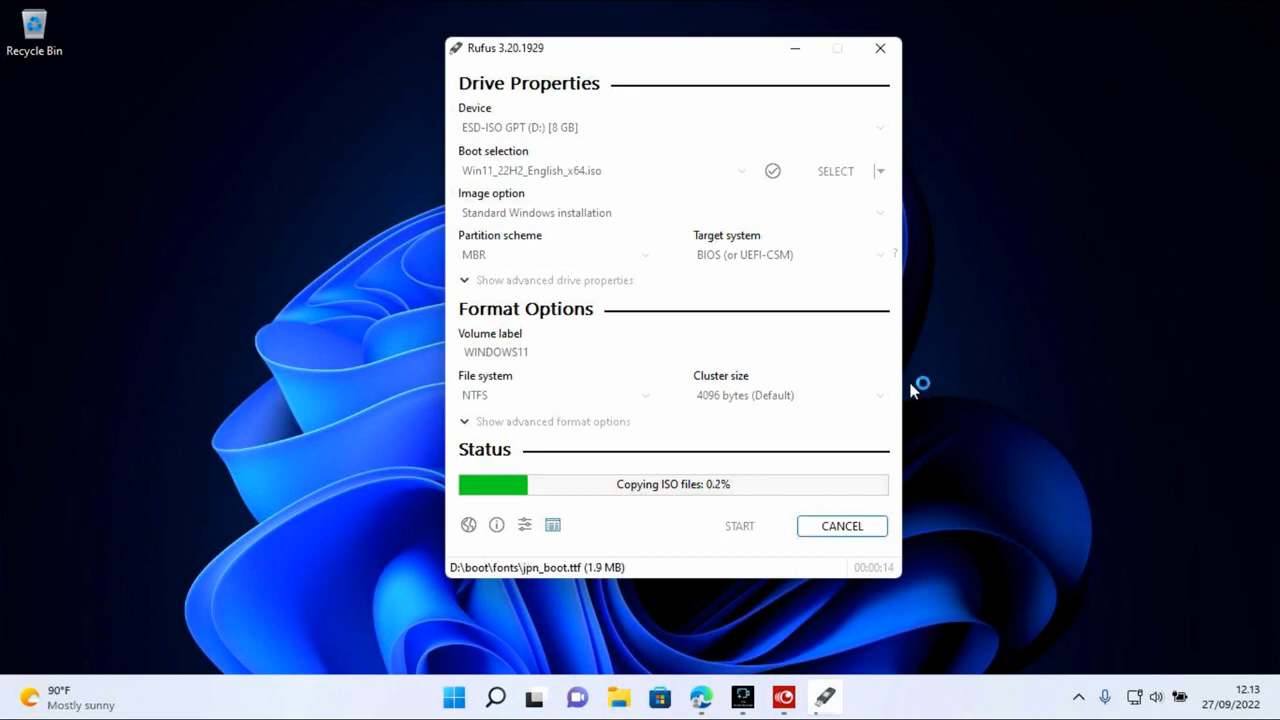 Recycle Bin
Rufus 3.20.1929
Drive Properties
Device
ESD-ISO GPT (D:) [8 GB]
Boot selection
Win11_22H2_English_x64.iso
SELECT
Image option
Standard Windows installation
Partition scheme
Target system
MBR
BIOS (or UEFI-CSM)
?
Show advanced drive properties
Format Options
Volume label
WINDOWS11
File system
Cluster size
NTFS
4096 bytes (Default)
Show advanced format options
Status
Copying ISO files: 0.2%
START
CANCEL
D:\boot\fonts\jpn_boot.ttf (1.9 MB)
00:00:14
90°F
Mostly sunny
12.13
27/09/2022